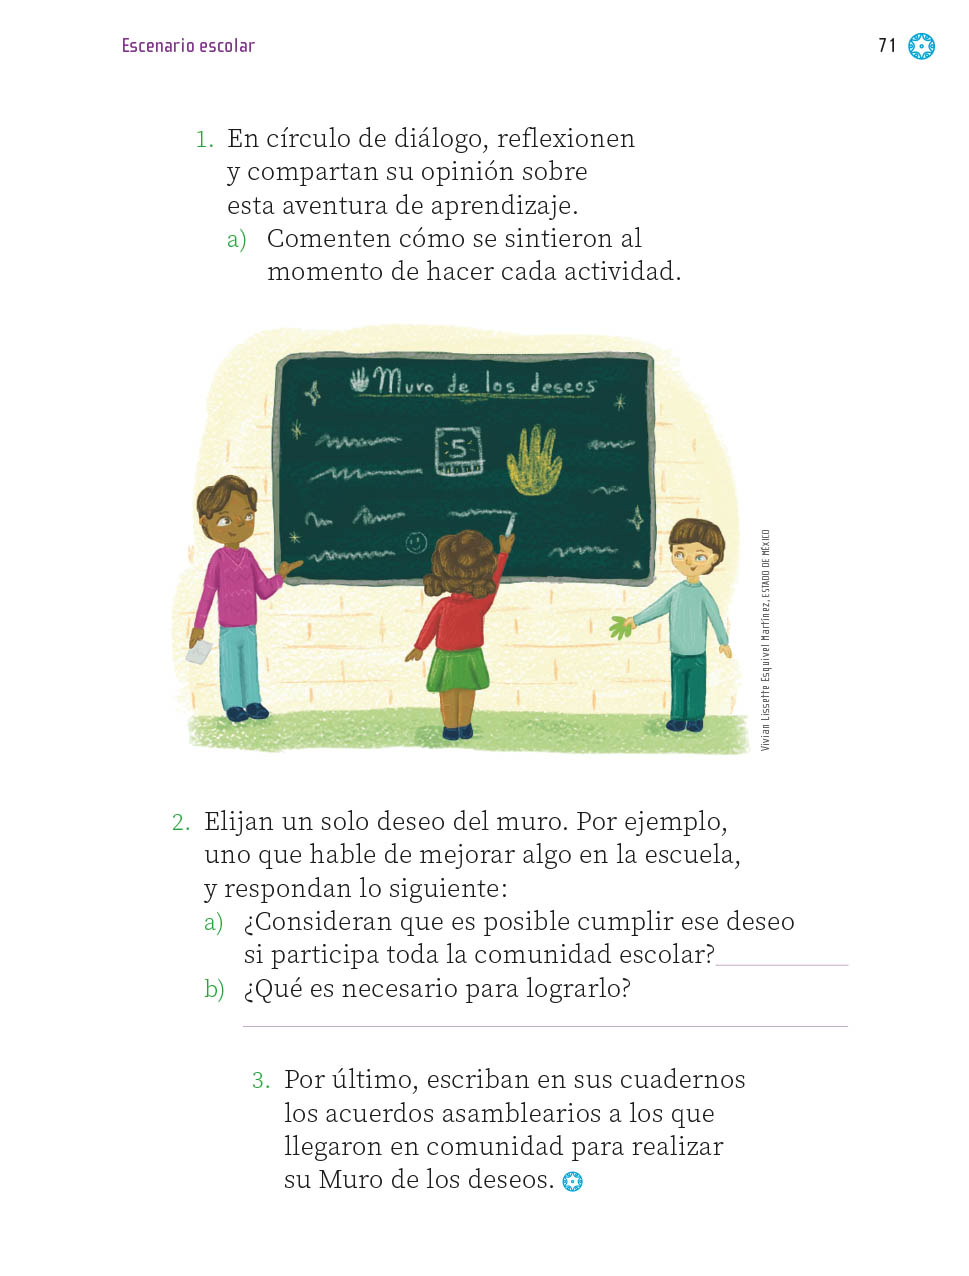 Escenario escolar
71
1. En círculo de diálogo, reflexionen
y compartan su opinión sobre
esta aventura de aprendizaje.
a) Comenten cómo se sintieron al
momento de hacer cada actividad.
Muro de los deseos
5
Vivian Lissette Esquivel Martínez, ESTADO DE MÉXICO
2. Elijan un solo deseo del muro. Por ejemplo,
uno que hable de mejorar algo en la escuela,
y respondan lo siguiente:
a) ¿Consideran que es posible cumplir ese deseo
si participa toda la comunidad escolar?
b) ¿Qué es necesario para lograrlo?
3. Por último, escriban en sus cuadernos
los acuerdos asamblearios a los que
llegaron en comunidad para realizar
su Muro de los deseos.